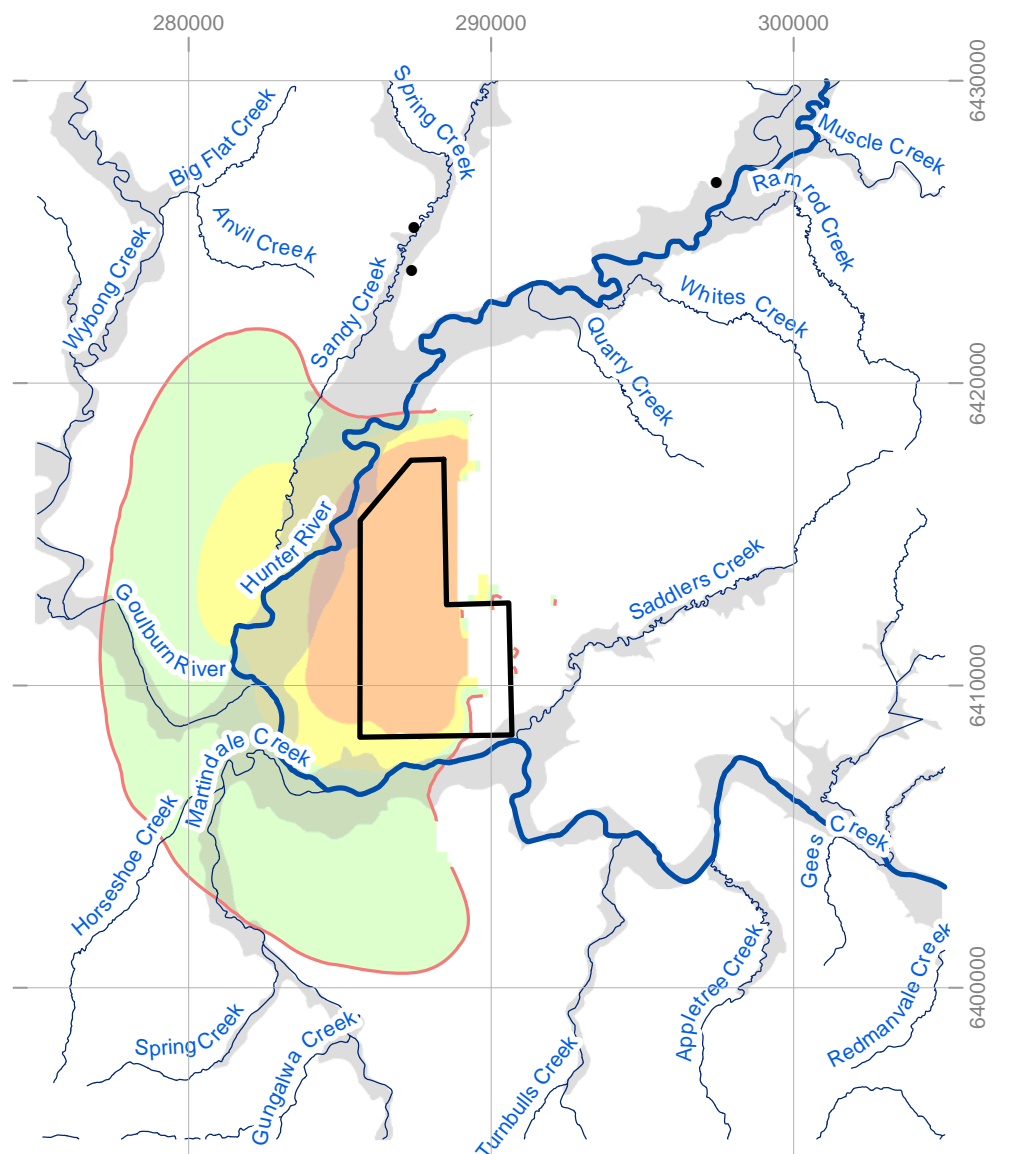 280000
290000
300000
6430000
Spring Creek
Big Flat Creek
Muscle Creek
Ramrod Creek
Anvil Creek
Wybong Creek
Sandy Creek
Whites Creek
Quarry Creek
6420000
Hunter River
Saddlers Creek
Goulburn River
6410000
Martindale Creek
Horseshoe Creek
Gees Creek
Appletree Creek
Redmanvale Creek
6400000
Spring Creek
Gungalwa Creek
Turnbulls Creek